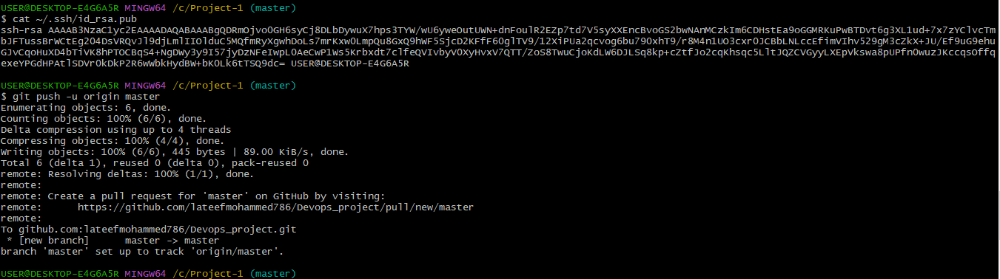 USER@DESKTOP-E4G6A5R MINGW64 /c/Project-1 (master)
$ cat ~/.ssh/id_rsa.pub
ssh-rsa AAAAB3NzaC1yc2EAAAADAQABAAABgQDRmOjvoOGH6syCj8DLbDywuX7hps3TYW/wU6yweOutUWN+dnFoulR2EZp7td7V5syXXEncBvoGS2bwNAnMCzkIm6CDHstEa9oGGMRKuPwBTDvt6g3XL1ud+7x7zYClvcTm
bJFTussBrWCtEg2O4DsVRQvJl9djLmlIIOlduC5MQfmRyXgwhDoLs7mrKxwOLmpQu8GxQ9hWF5SjcD2KFfF6OglTV9/12XiPUa2qcvog6bu79OxhT9/r8M4n1UO3cxrOJCBbLNLccEfimVIhv529gM3cZkX+JU/Ef9uG9ehu
GJvCqoHuXD4bTiVK8hPTOCBqS4+NgDWy3y9I57jyDzNFeIwpLOAeCwP1Ws5Krbxdt7clfeQVIvbyVOXyHvxV7QTT/ZoS8TwuCjoKdLW6DJLSq8kp+cZtfJo2cqKhsqc5LltJQZCVGyyLXEpVkswa8pUPfnOwuzJKccqsOffq
exeYPGdHPAtlSDVrOkDkP2R6wWbkHydBW+bKOLk6tTSQ9dc= USER@DESKTOP-E4G6A5R
USER@DESKTOP-E4G6A5R MINGW64 /c/Project-1 (master)
$ git push -u origin master
Enumerating objects: 6, done.
Counting objects: 100% (6/6), done.
Delta compression using up to 4 threads
Compressing objects: 100% (4/4), done.
Writing objects: 100% (6/6), 445 bytes | 89.00 KiB/s, done.
Total 6 (delta 1), reused 0 (delta 0), pack-reused 0
remote: Resolving deltas: 100% (1/1), done.
remote:
remote: Create a pull request for 'master' on GitHub by visiting:
remote:      https://github.com/lateefmohammed786/Devops_project/pull/new/master
remote:
To github.com:lateefmohammed786/Devops_project.git
 * [new branch]      master -> master
branch 'master' set up to track 'origin/master'.
USER@DESKTOP-E4G6A5R MINGW64 /c/Project-1 (master)